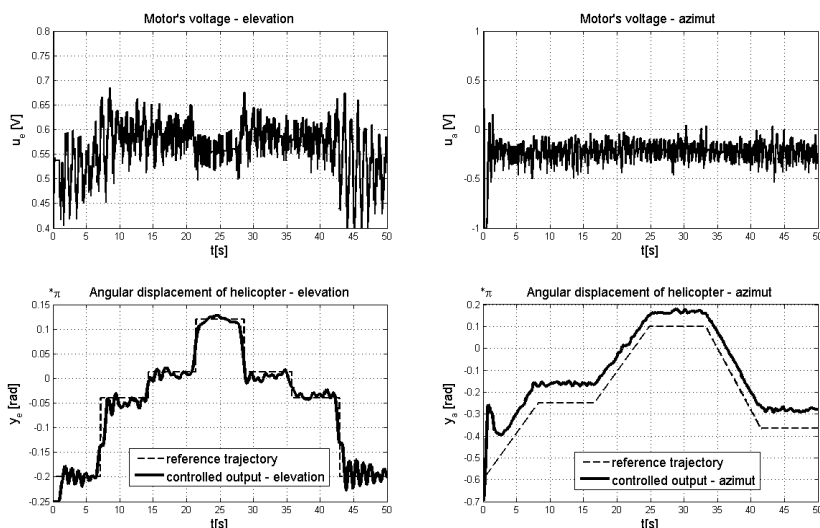 Motor's voltage - elevation
0.8
0.75
0.7
0.65
0.6
0.55
0.5
0.45
0.4
u_e [V]
0 5 10 15 20 25 30 35 40 45 50
t[s]
Motor's voltage - azimut
1
0.5
0
-0.5
-1
u_a [V]
0 5 10 15 20 25 30 35 40 45 50
t[s]
*π
Angular displacement of helicopter - elevation
0.15
0.1
0.05
0
-0.05
-0.1
-0.15
-0.2
-0.25
y_e [rad]
reference trajectory
controlled output - elevation
0 5 10 15 20 25 30 35 40 45 50
t[s]
*π
Angular displacement of helicopter - azimut
0.2
0.1
0
-0.1
-0.2
-0.3
-0.4
-0.5
-0.6
-0.7
y_a [rad]
reference trajectory
controlled output - azimut
0 5 10 15 20 25 30 35 40 45 50
t[s]